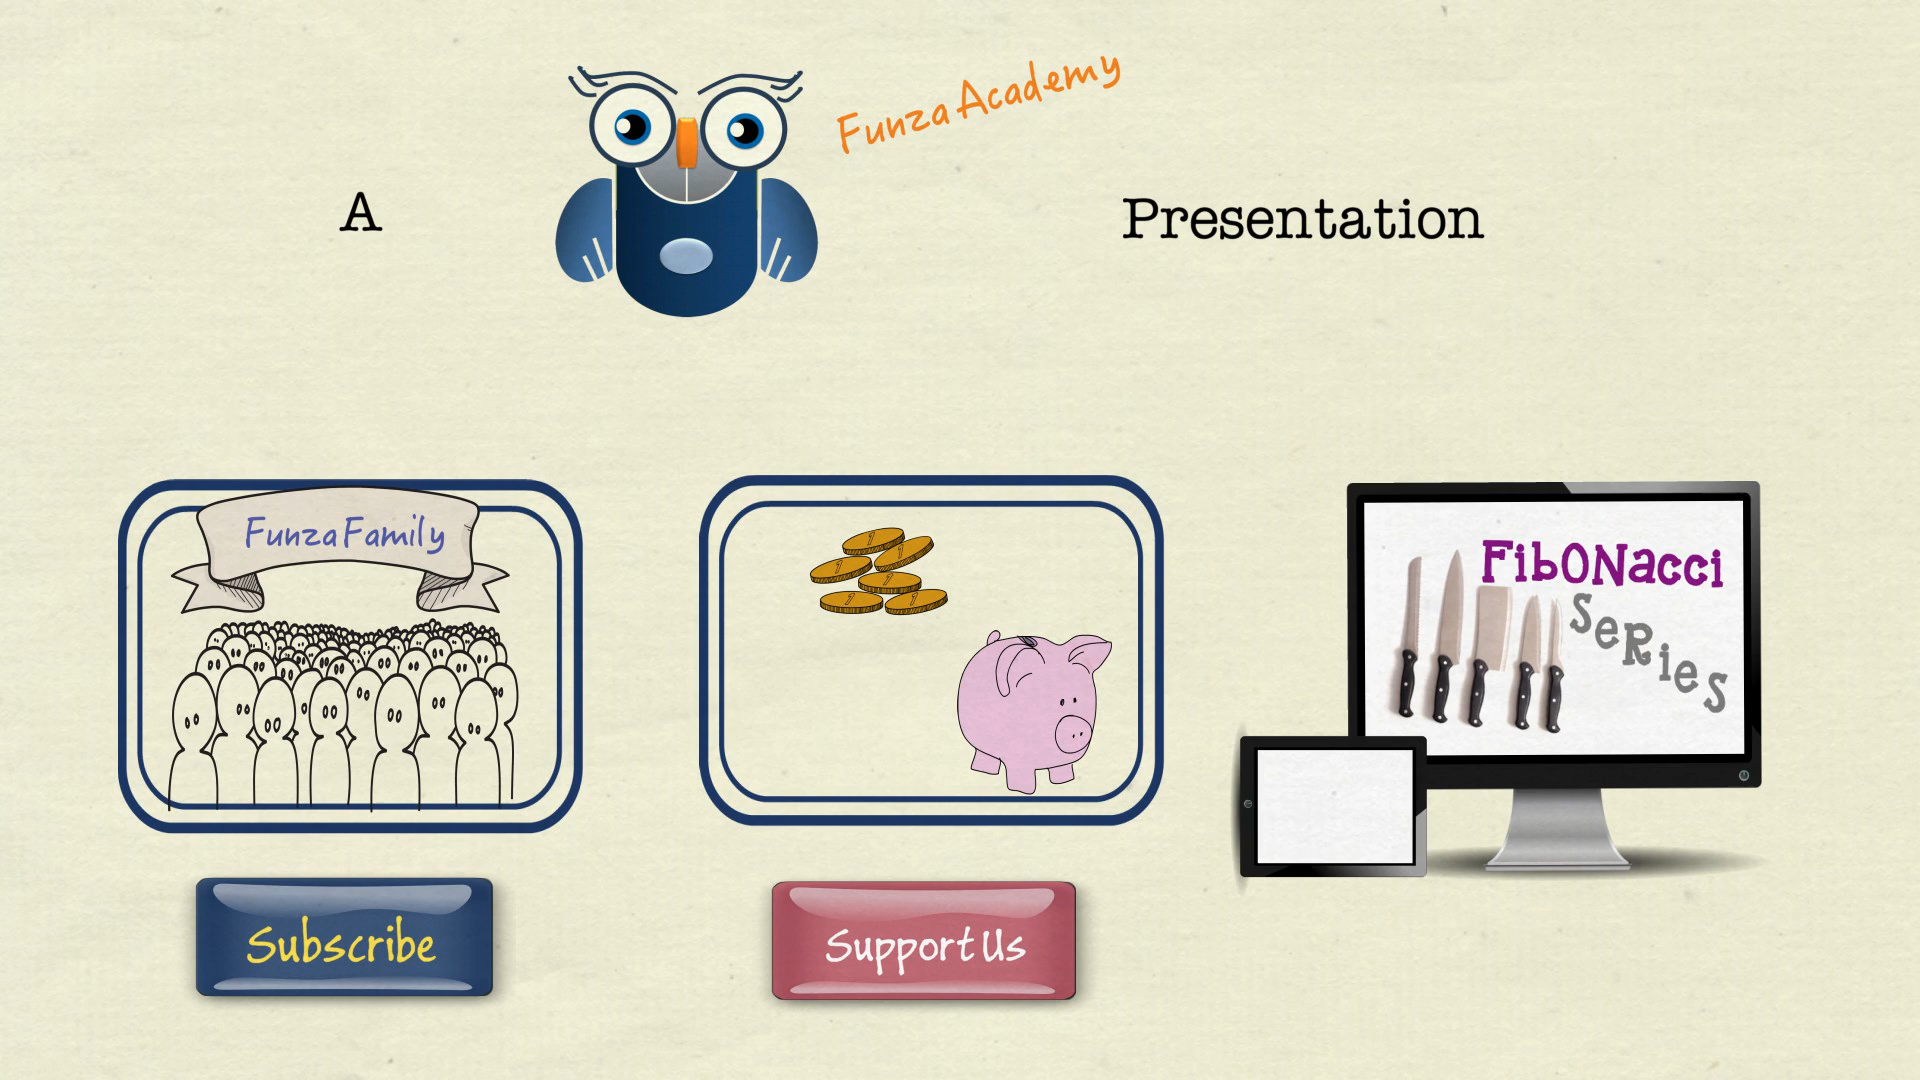 Funza Academy
A
Presentation
Funza Family
FibONacci
SeRieS
Subscribe
Support Us